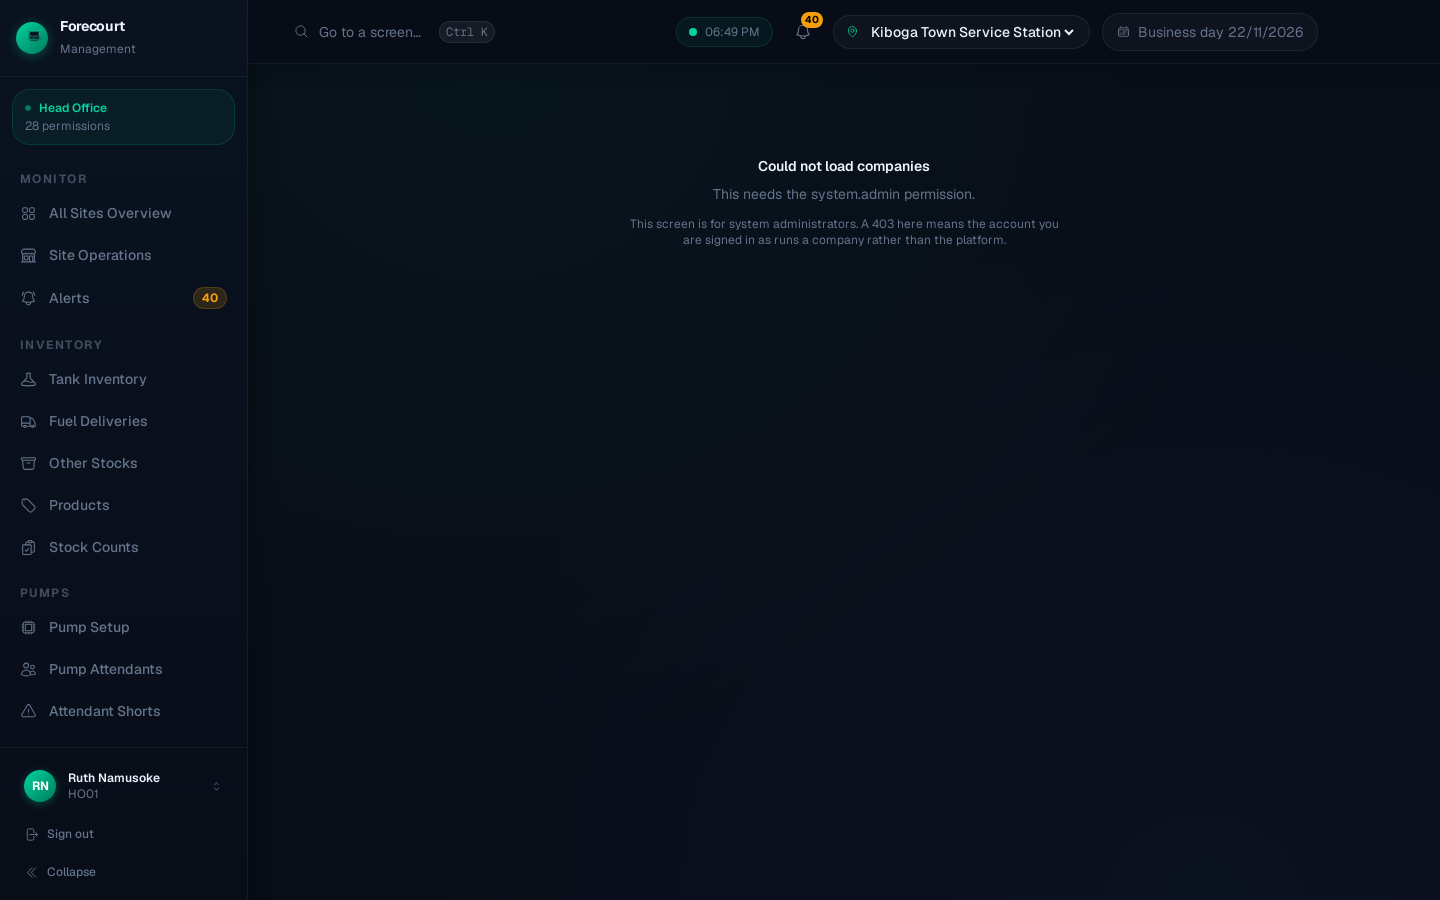 Forecourt
Management
Go to a screen...
Ctrl K
06:49 PM
40
Kiboga Town Service Station
Business day 22/11/2026
Head Office
28 permissions
MONITOR
All Sites Overview
Site Operations
Alerts
40
INVENTORY
Tank Inventory
Fuel Deliveries
Other Stocks
Products
Stock Counts
PUMPS
Pump Setup
Pump Attendants
Attendant Shorts
RN
Ruth Namusoke
HO01
Sign out
Collapse
Could not load companies
This needs the system.admin permission.
This screen is for system administrators. A 403 here means the account you
are signed in as runs a company rather than the platform.